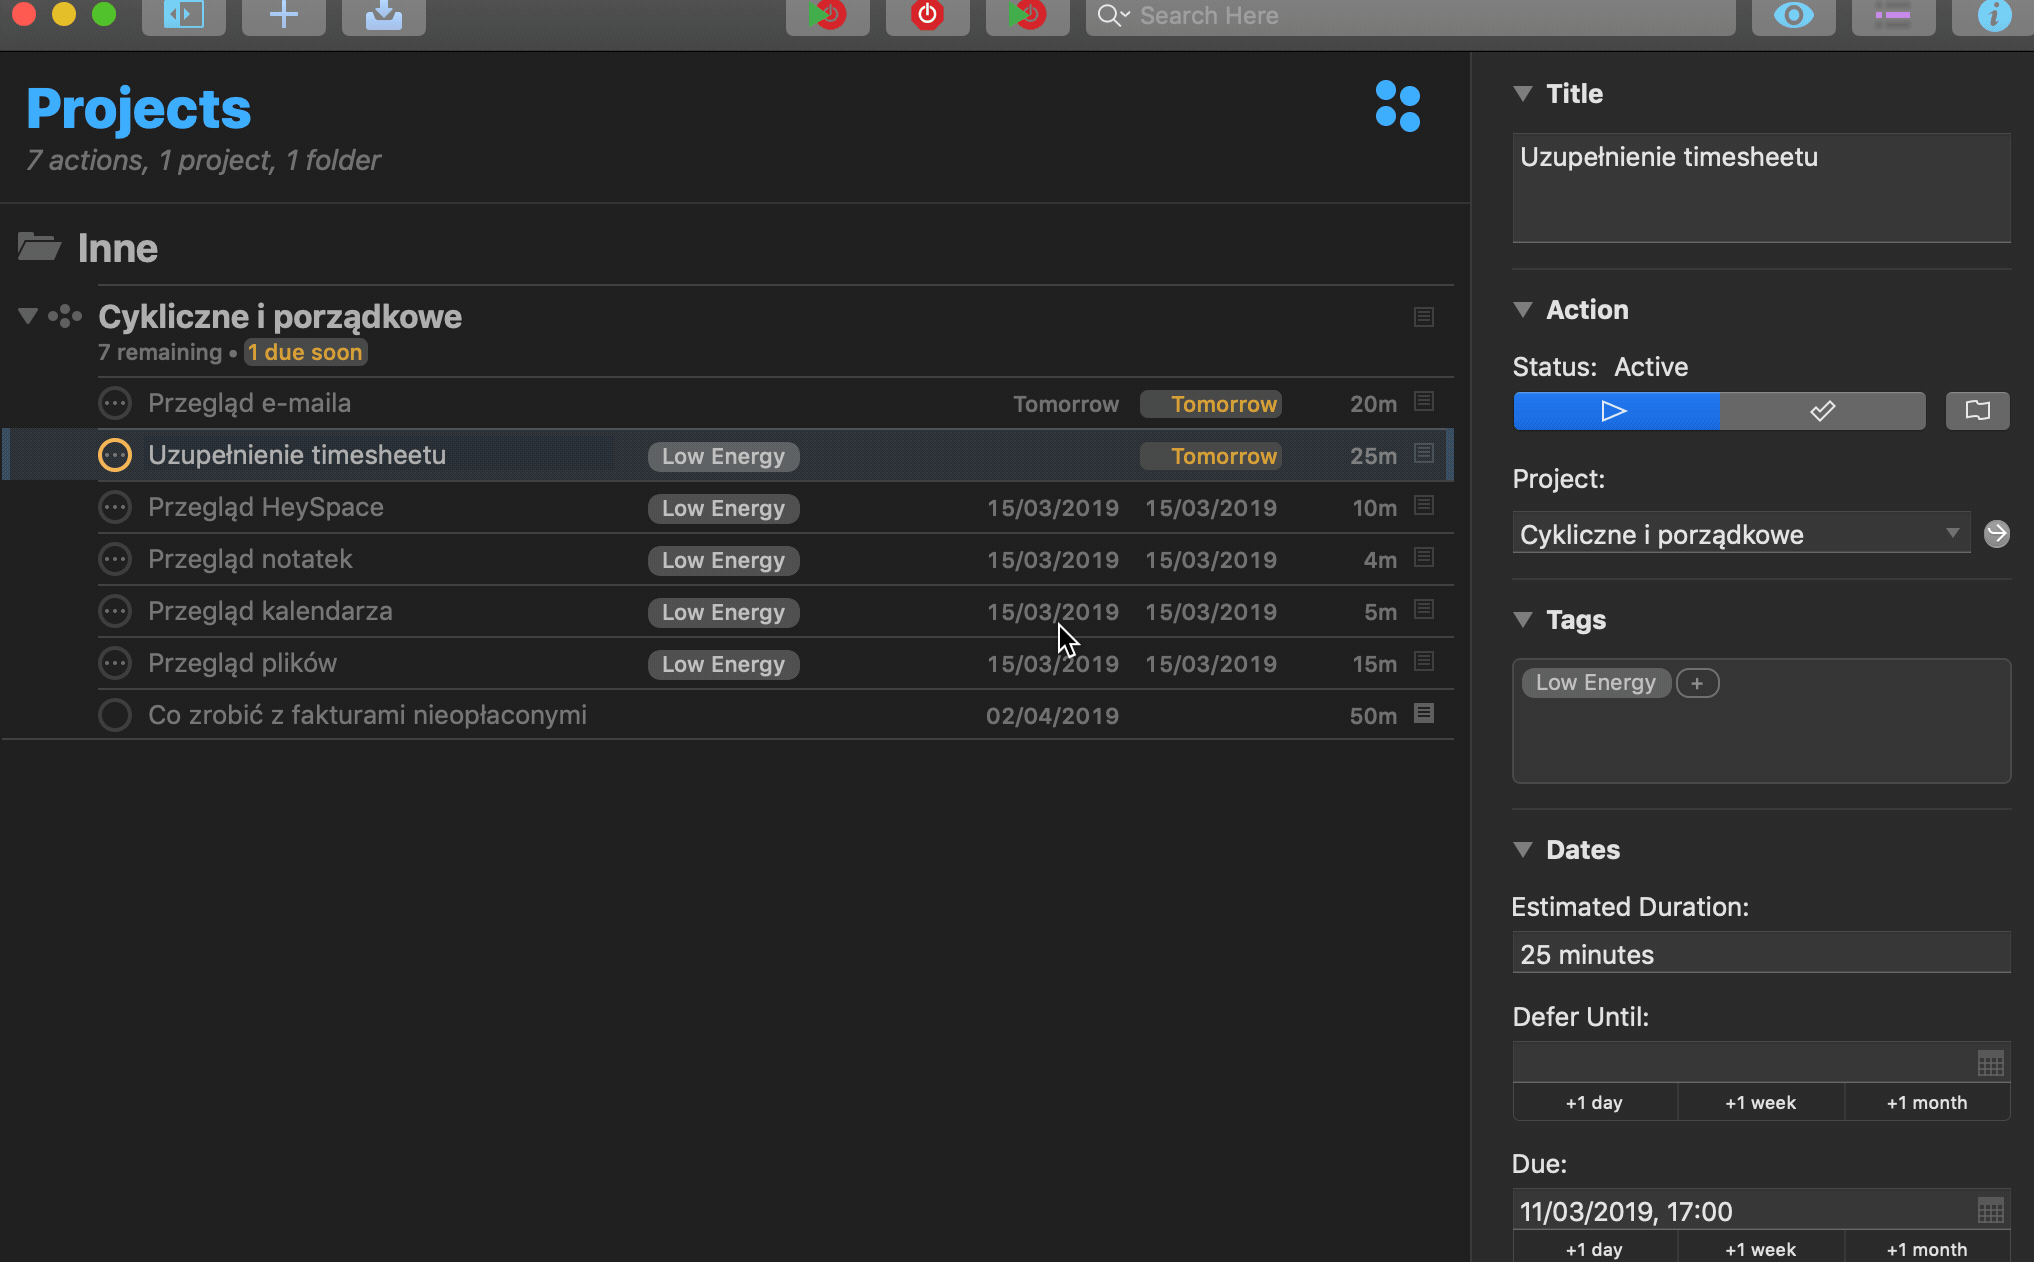 Search Here
Projects
7 actions, 1 project, 1 folder
Inne
Cykliczne i porządkowe
7 remaining • 1 due soon
Przegląd e-maila Tomorrow Tomorrow 20m
Uzupełnienie timesheetu Low Energy Tomorrow 25m
Przegląd HeySpace Low Energy 15/03/2019 15/03/2019 10m
Przegląd notatek Low Energy 15/03/2019 15/03/2019 4m
Przegląd kalendarza Low Energy 15/03/2019 15/03/2019 5m
Przegląd plików Low Energy 15/03/2019 15/03/2019 15m
Co zrobić z fakturami nieopłaconymi 02/04/2019 50m
Title
Uzupełnienie timesheetu
Action
Status: Active
Project:
Cykliczne i porządkowe
Tags
Low Energy +
Dates
Estimated Duration:
25 minutes
Defer Until:
+1 day +1 week +1 month
Due:
11/03/2019, 17:00
+1 day +1 week +1 month